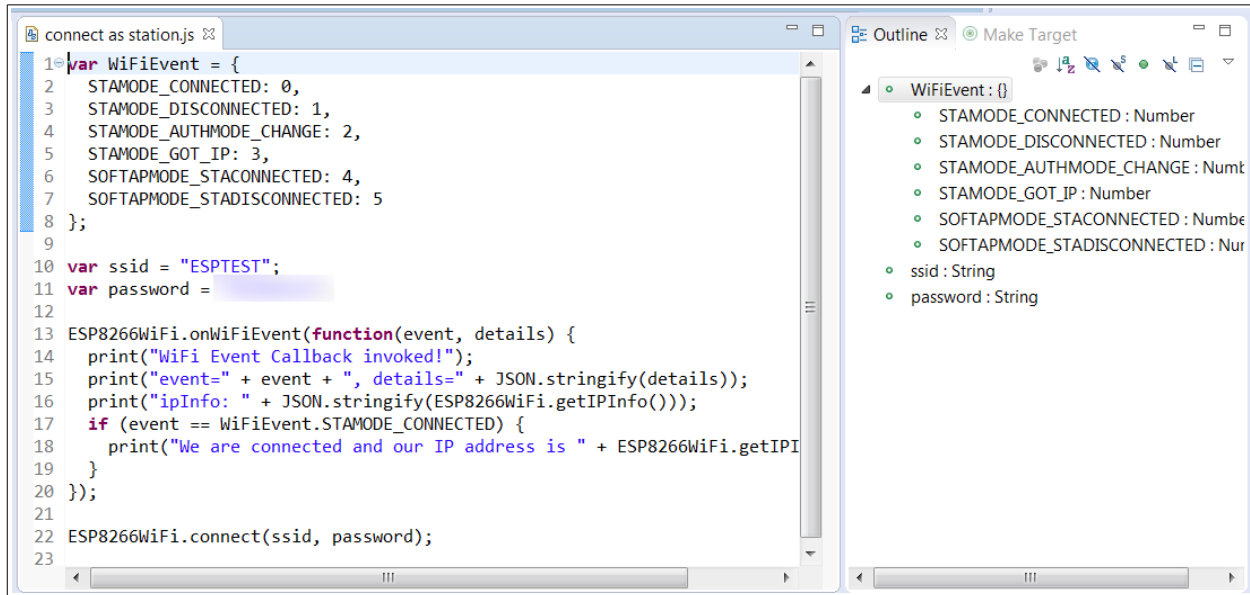 connect as station.js
1 var WiFiEvent = {
2 STAMODE_CONNECTED: 0,
3 STAMODE_DISCONNECTED: 1,
4 STAMODE_AUTHMODE_CHANGE: 2,
5 STAMODE_GOT_IP: 3,
6 SOFTAPMODE_STACONNECTED: 4,
7 SOFTAPMODE_STADISCONNECTED: 5
8 };
9
10 var ssid = "ESPTEST";
11 var password =
12
13 ESP8266WiFi.onWiFiEvent(function(event, details) {
14 print("WiFi Event Callback invoked!");
15 print("event=" + event + ", details=" + JSON.stringify(details));
16 print("ipInfo: " + JSON.stringify(ESP8266WiFi.getIPInfo()));
17 if (event == WiFiEvent.STAMODE_CONNECTED) {
18 print("We are connected and our IP address is " + ESP8266WiFi.getIPI
19 }
20 });
21
22 ESP8266WiFi.connect(ssid, password);
23
Outline Make Target
WiFiEvent : {}
STAMODE_CONNECTED : Number
STAMODE_DISCONNECTED : Number
STAMODE_AUTHMODE_CHANGE : Numb
STAMODE_GOT_IP : Number
SOFTAPMODE_STACONNECTED : Numbe
SOFTAPMODE_STADISCONNECTED : Nur
ssid : String
password : String